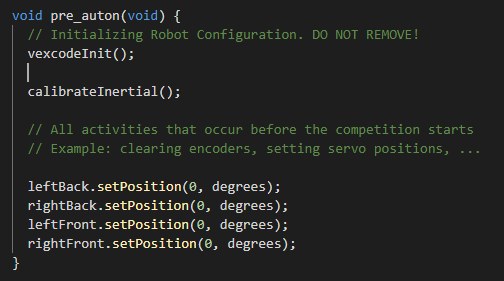 void pre_auton(void) {
  // Initializing Robot Configuration. DO NOT REMOVE!
  vexcodeInit();

  calibrateInertial();

  // All activities that occur before the competition starts
  // Example: clearing encoders, setting servo positions, ...

  leftBack.setPosition(0, degrees);
  rightBack.setPosition(0, degrees);
  leftFront.setPosition(0, degrees);
  rightFront.setPosition(0, degrees);
}